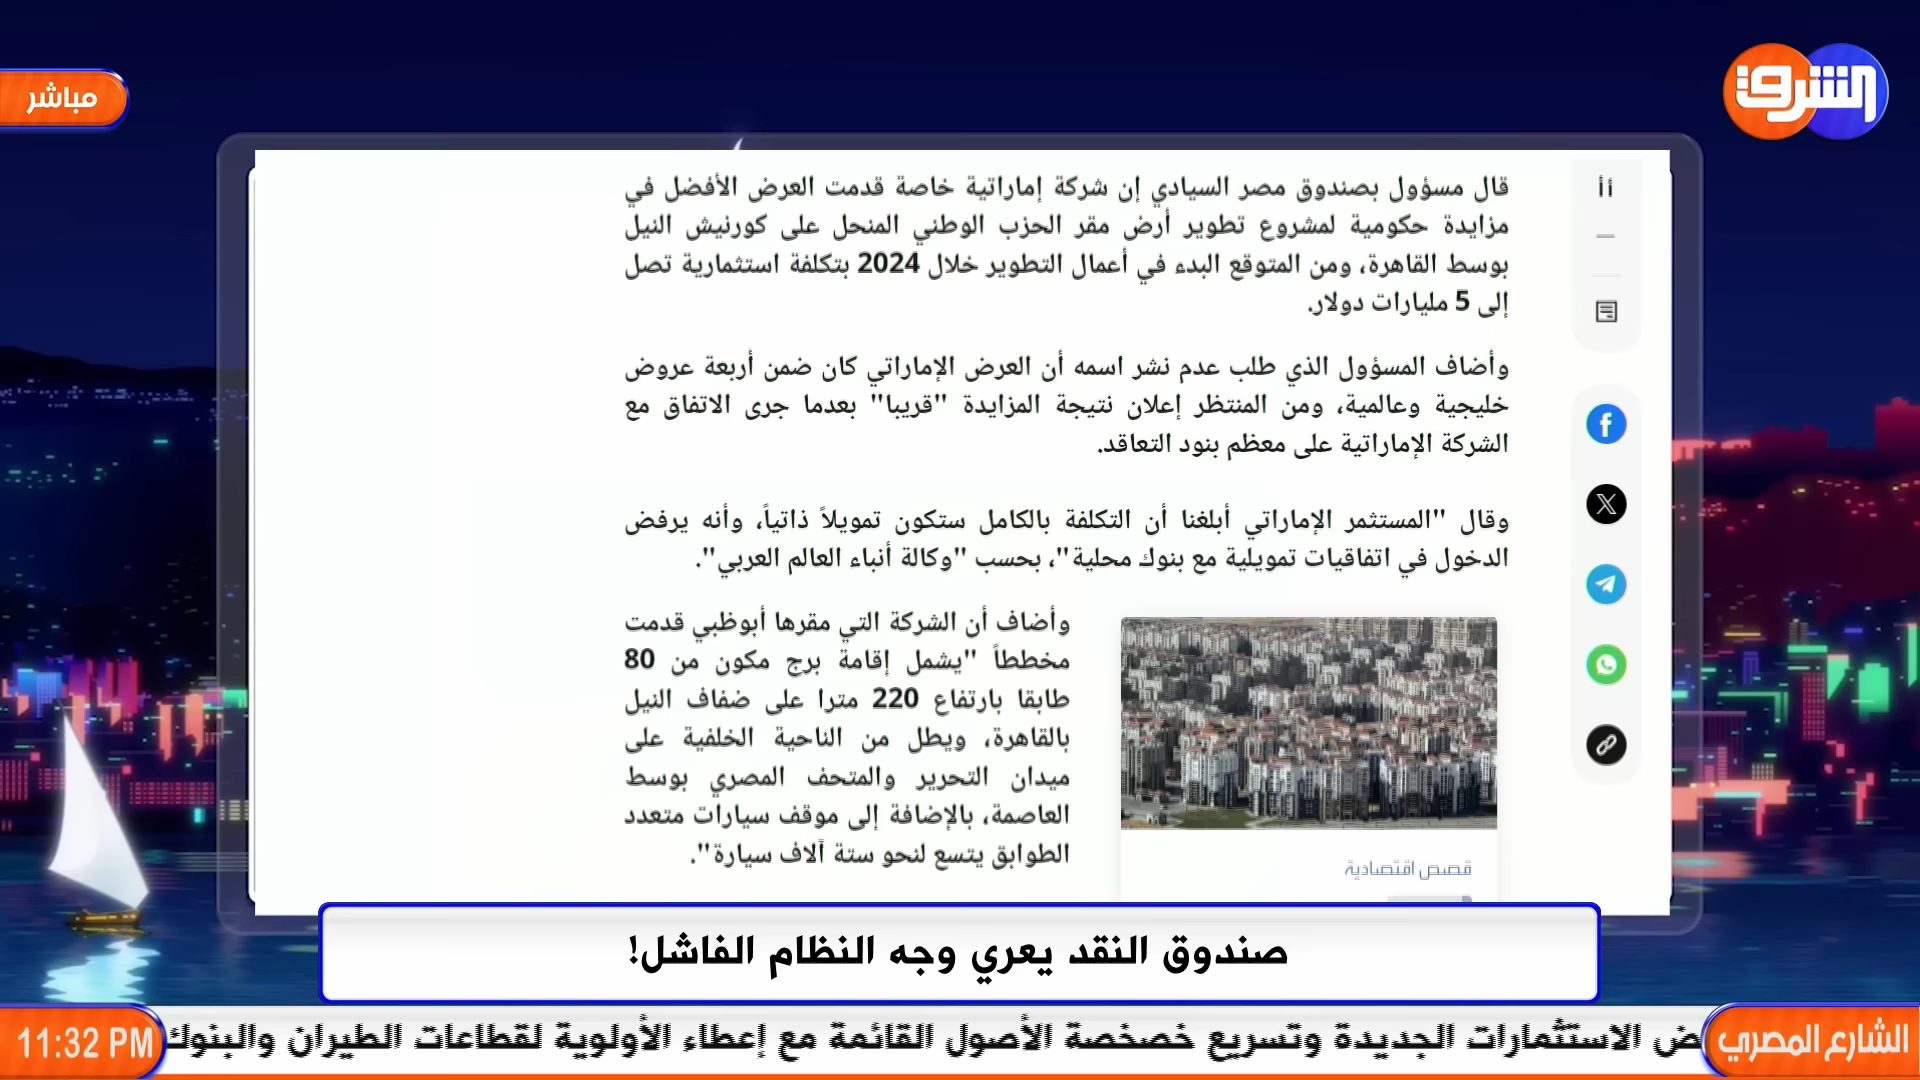 الشرق
مباشر
قال مسؤول بصندوق مصر السيادي إن شركة إماراتية خاصة قدمت العرض الأفضل في
مزايدة حكومية لمشروع تطوير أرض مقر الحزب الوطني المنحل على كورنيش النيل
بوسط القاهرة، ومن المتوقع البدء في أعمال التطوير خلال 2024 بتكلفة استثمارية تصل
إلى 5 مليارات دولار.
وأضاف المسؤول الذي طلب عدم نشر اسمه أن العرض الإماراتي كان ضمن أربعة عروض
خليجية وعالمية، ومن المنتظر إعلان نتيجة المزايدة "قريبا" بعدما جرى الاتفاق مع
الشركة الإماراتية على معظم بنود التعاقد.
وقال "المستثمر الإماراتي أبلغنا أن التكلفة بالكامل ستكون تمويلاً ذاتياً، وأنه يرفض
الدخول في اتفاقيات تمويلية مع بنوك محلية"، بحسب "وكالة أنباء العالم العربي".
وأضاف أن الشركة التي مقرها أبوظبي قدمت
مخططاً "يشمل إقامة برج مكون من 80
طابقا بارتفاع 220 مترا على ضفاف النيل
بالقاهرة، ويطل من الناحية الخلفية على
ميدان التحرير والمتحف المصري بوسط
العاصمة، بالإضافة إلى موقف سيارات متعدد
الطوابق يتسع لنحو ستة آلاف سيارة".
قصص اقتصادية
صندوق النقد يعري وجه النظام الفاشل!
الشارع المصري
ض الاستثمارات الجديدة وتسريع خصخصة الأصول القائمة مع إعطاء الأولوية لقطاعات الطيران والبنوك
11:32 PM